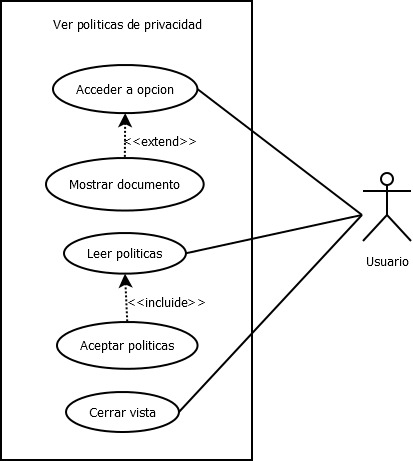 Ver politicas de privacidad
Acceder a opcion
<<extend>>
Mostrar documento
Leer politicas
<<incluide>>
Aceptar politicas
Cerrar vista
Usuario